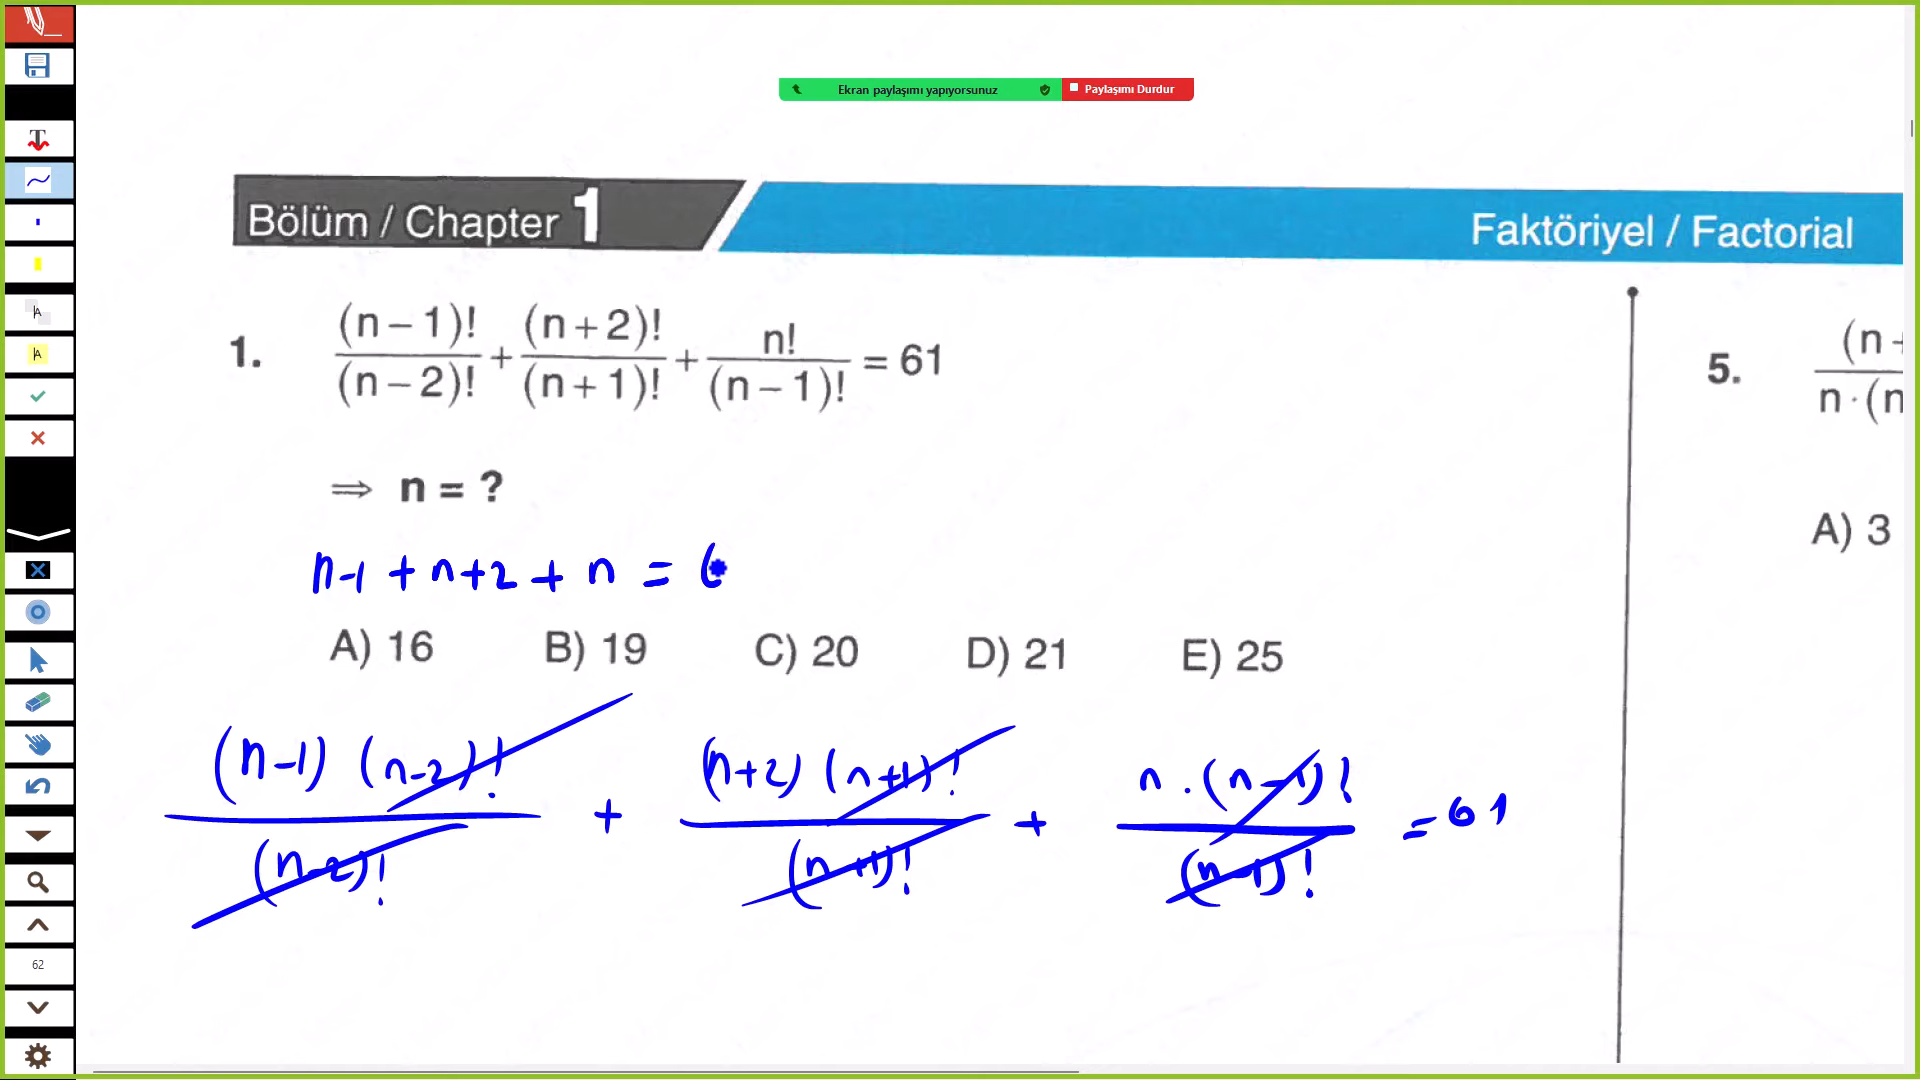 Ekran paylaşımı yapıyorsunuz Paylaşımı Durdur
Bölüm / Chapter 1
Faktöriyel / Factorial
1. (n − 1)! / (n − 2)! + (n + 2)! / (n + 1)! + n! / (n − 1)! = 61
⇒ n = ?
n-1 + n+2 + n = 6
A) 16 B) 19 C) 20 D) 21 E) 25
(n-1) (n-2)! / (n-2)! + (n+2) (n+1)! / (n+1)! + n . (n-1)! / (n-1)! = 61
5. (n + / n · (n
A) 3
62